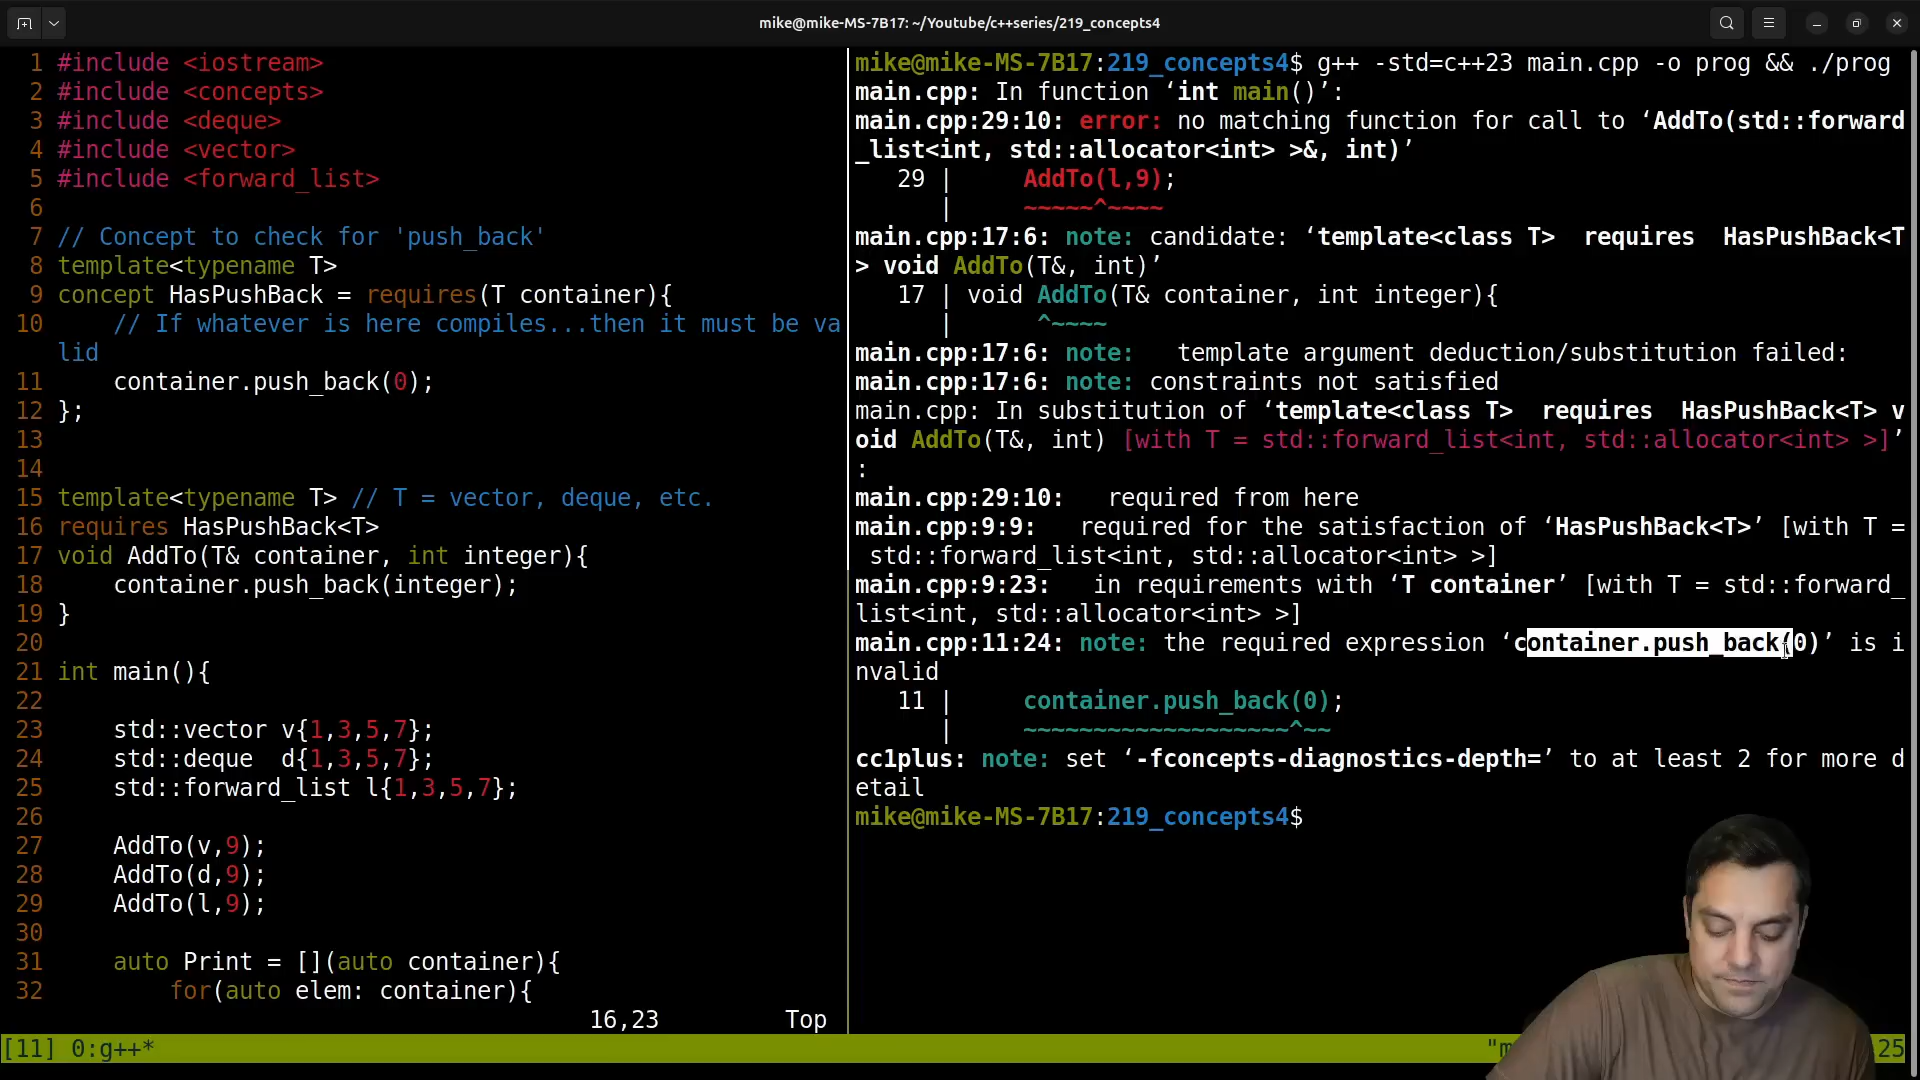 mike@mike-MS-7B17: ~/Youtube/c++series/219_concepts4
1 #include <iostream>
2 #include <concepts>
3 #include <deque>
4 #include <vector>
5 #include <forward_list>
6
7 // Concept to check for 'push_back'
8 template<typename T>
9 concept HasPushBack = requires(T container){
10     // If whatever is here compiles...then it must be va
lid
11     container.push_back(0);
12 };
13
14
15 template<typename T> // T = vector, deque, etc.
16 requires HasPushBack<T>
17 void AddTo(T& container, int integer){
18     container.push_back(integer);
19 }
20
21 int main(){
22
23     std::vector v{1,3,5,7};
24     std::deque  d{1,3,5,7};
25     std::forward_list l{1,3,5,7};
26
27     AddTo(v,9);
28     AddTo(d,9);
29     AddTo(l,9);
30
31     auto Print = [](auto container){
32         for(auto elem: container){
16,23         Top
mike@mike-MS-7B17:219_concepts4$ g++ -std=c++23 main.cpp -o prog && ./prog
main.cpp: In function ‘int main()’:
main.cpp:29:10: error: no matching function for call to ‘AddTo(std::forward
_list<int, std::allocator<int> >&, int)’
   29 |     AddTo(l,9);
      |     ~~~~~^~~~~
main.cpp:17:6: note: candidate: ‘template<class T>  requires  HasPushBack<T
> void AddTo(T&, int)’
   17 | void AddTo(T& container, int integer){
      |      ^~~~~
main.cpp:17:6: note:   template argument deduction/substitution failed:
main.cpp:17:6: note: constraints not satisfied
main.cpp: In substitution of ‘template<class T>  requires  HasPushBack<T> v
oid AddTo(T&, int) [with T = std::forward_list<int, std::allocator<int> >]’
:
main.cpp:29:10:   required from here
main.cpp:9:9:   required for the satisfaction of ‘HasPushBack<T>’ [with T =
 std::forward_list<int, std::allocator<int> >]
main.cpp:9:23:   in requirements with ‘T container’ [with T = std::forward_
list<int, std::allocator<int> >]
main.cpp:11:24: note: the required expression ‘container.push_back(0)’ is i
nvalid
   11 |     container.push_back(0);
      |     ~~~~~~~~~~~~~~~~~~~^~~
cc1plus: note: set ‘-fconcepts-diagnostics-depth=’ to at least 2 for more d
etail
mike@mike-MS-7B17:219_concepts4$
[11] 0:g++*
25